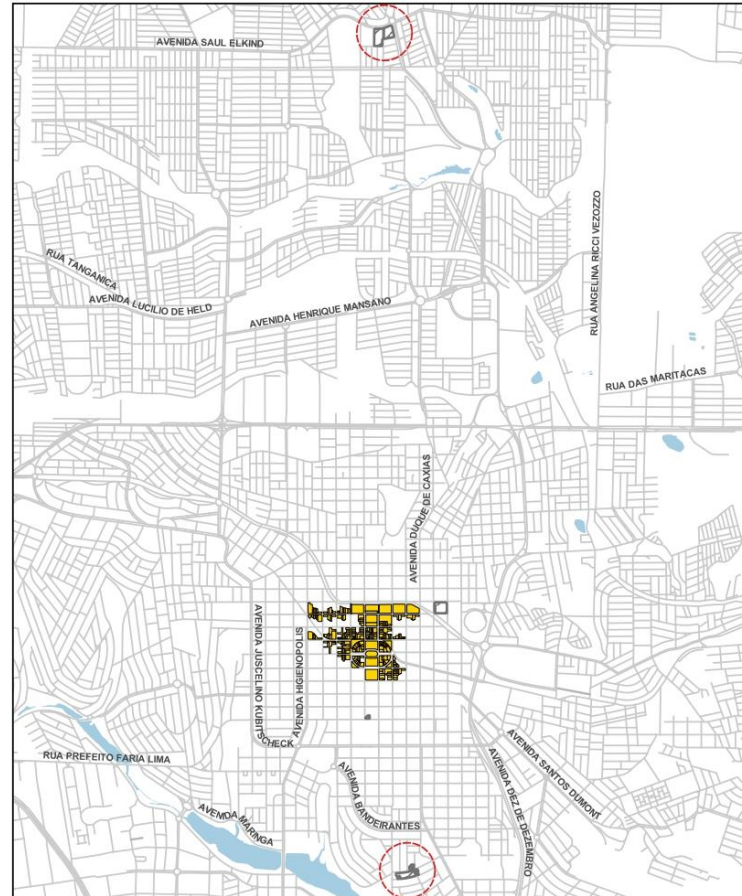 AVENIDA SAUL ELKIND
RUA ANGELINA RICCI VEZOZZO
RUA TANGANICA
AVENIDA LUCILIO DE HELD
AVENIDA HENRIQUE MANSANO
RUA DAS MARITACAS
AVENIDA DUQUE DE CAXIAS
AVENIDA JUSCELINO KUBITSCHECK
AVENIDA HIGIENOPOLIS
RUA PREFEITO FARIA LIMA
AVENIDA SANTOS DUMONT
AVENIDA DEZ DE DEZEMBRO
AVENIDA BANDEIRANTES
AVENIDA MARINGA